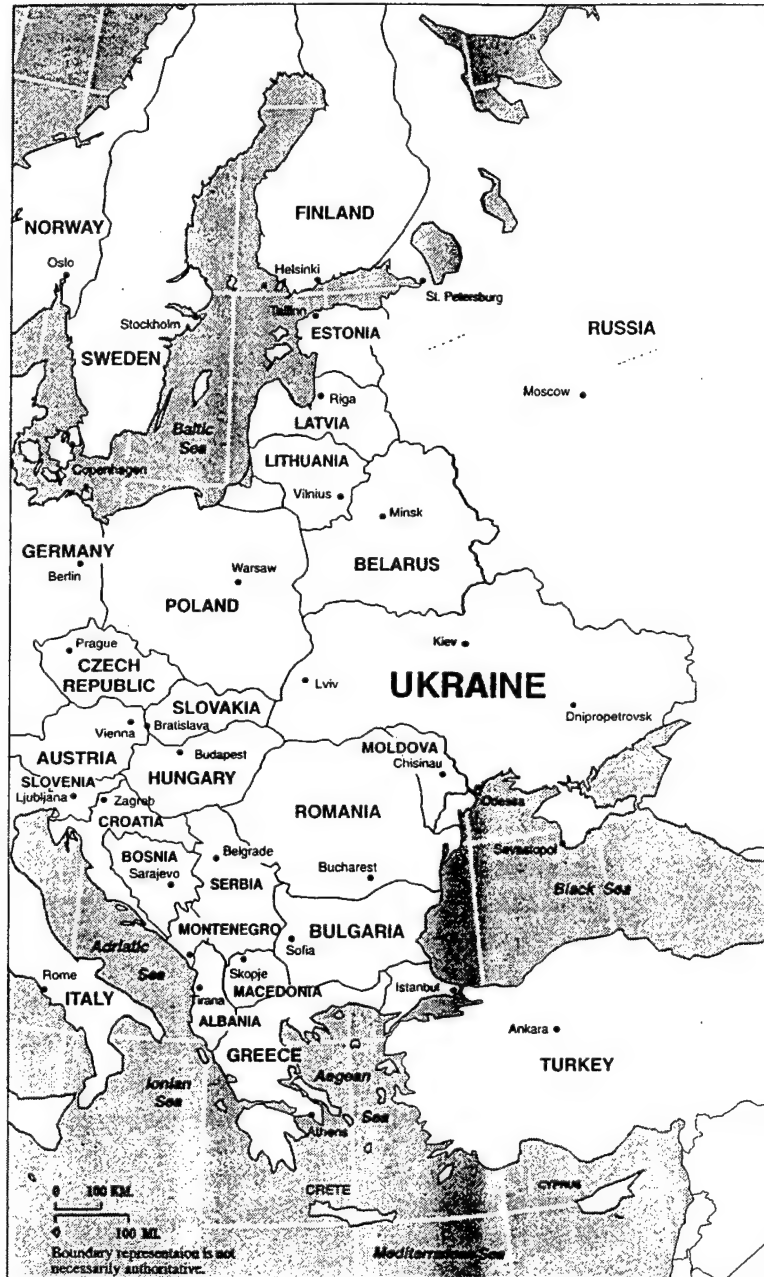 NORWAY
FINLAND
Oslo
Helsinki
St. Petersburg
Stockholm
Tallinn
ESTONIA
RUSSIA
SWEDEN
Moscow
Riga
LATVIA
Baltic
Sea
LITHUANIA
Copenhagen
Vilnius
Minsk
GERMANY
Berlin
Warsaw
BELARUS
POLAND
Prague
CZECH
REPUBLIC
Kiev
Lviv
UKRAINE
SLOVAKIA
Dnipropetrovsk
Vienna
Bratislava
AUSTRIA
Budapest
HUNGARY
MOLDOVA
Chisinau
SLOVENIA
Ljubljana
Zagreb
CROATIA
ROMANIA
Odessa
Sevastopol
BOSNIA
Sarajevo
Belgrade
SERBIA
Bucharest
Black Sea
MONTENEGRO
BULGARIA
Sofia
Adriatic
Sea
Rome
ITALY
Skopje
MACEDONIA
Tirana
ALBANIA
Istanbul
Ankara
GREECE
TURKEY
Ionian
Sea
Aegean
Sea
Athens
CRETE
CYPRUS
0 100 KM.
0 100 MI.
Boundary representaion is not
necessarily authoritative.
Mediterranean Sea